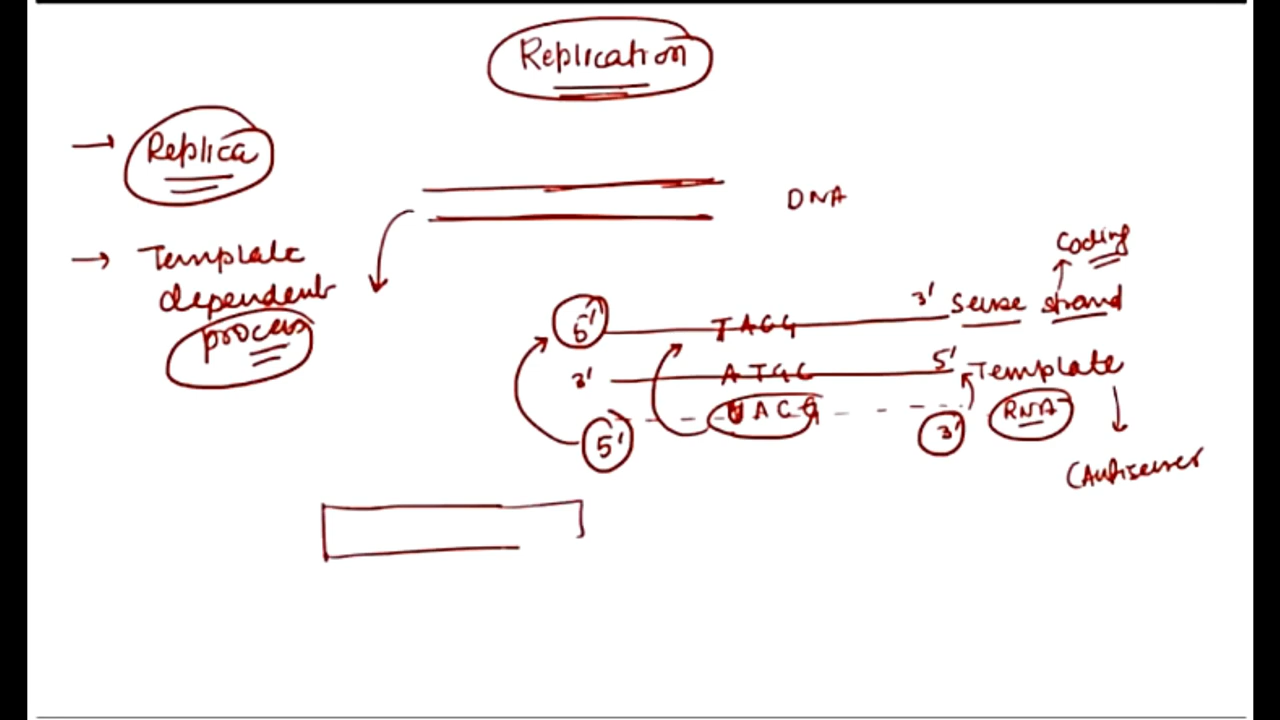 Replication
→ Replica
DNA
→ Template
dependent
process
Coding
5' TAGG 3' Sense strand
3' ATGC 5' Template
5' UACG 3' RNA
(Antisense